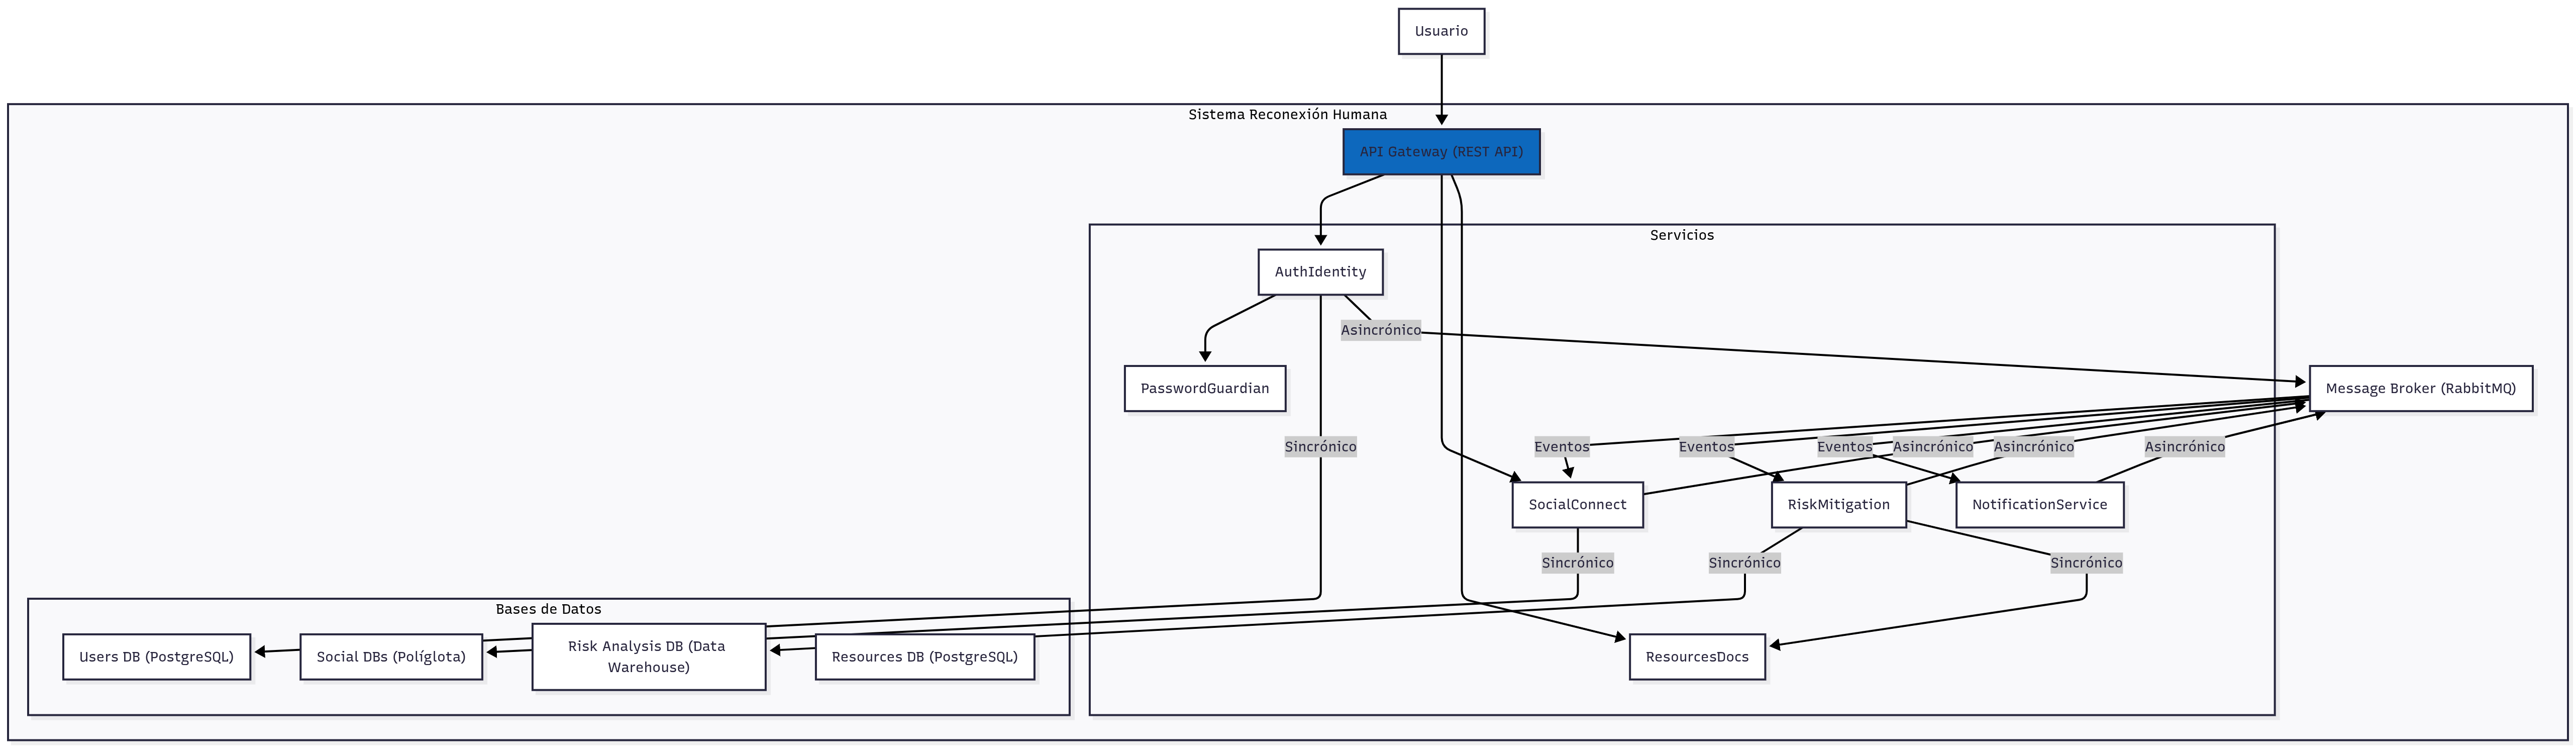 Usuario
Sistema Reconexión Humana
API Gateway (REST API)
Servicios
AuthIdentity
Asincrónico
PasswordGuardian
Message Broker (RabbitMQ)
Sincrónico
Eventos
Eventos
Eventos
Asincrónico
Asincrónico
Asincrónico
SocialConnect
RiskMitigation
NotificationService
Sincrónico
Sincrónico
Sincrónico
Bases de Datos
Users DB (PostgreSQL)
Social DBs (Políglota)
Risk Analysis DB (Data
Warehouse)
Resources DB (PostgreSQL)
ResourcesDocs